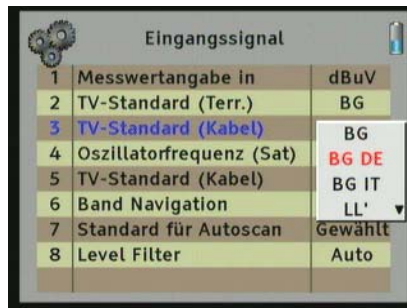 Eingangssignal
1 Messwertangabe in dBuV
2 TV-Standard (Terr.) BG
3 TV-Standard (Kabel) BG
4 Oszillatorfrequenz (Sat) BG DE
5 TV-Standard (Kabel) BG IT
6 Band Navigation LL'
7 Standard für Autoscan Gewählt
8 Level Filter Auto